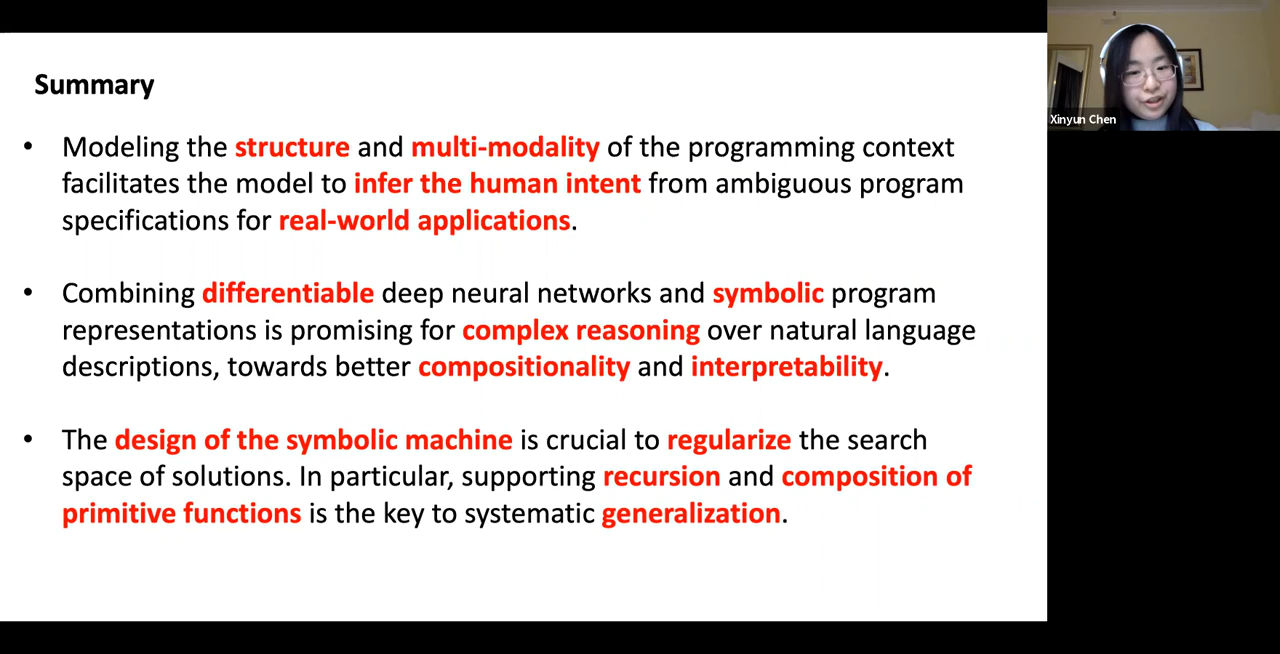 Summary
• Modeling the structure and multi-modality of the programming context
facilitates the model to infer the human intent from ambiguous program
specifications for real-world applications.
• Combining differentiable deep neural networks and symbolic program
representations is promising for complex reasoning over natural language
descriptions, towards better compositionality and interpretability.
• The design of the symbolic machine is crucial to regularize the search
space of solutions. In particular, supporting recursion and composition of
primitive functions is the key to systematic generalization.
Xinyun Chen